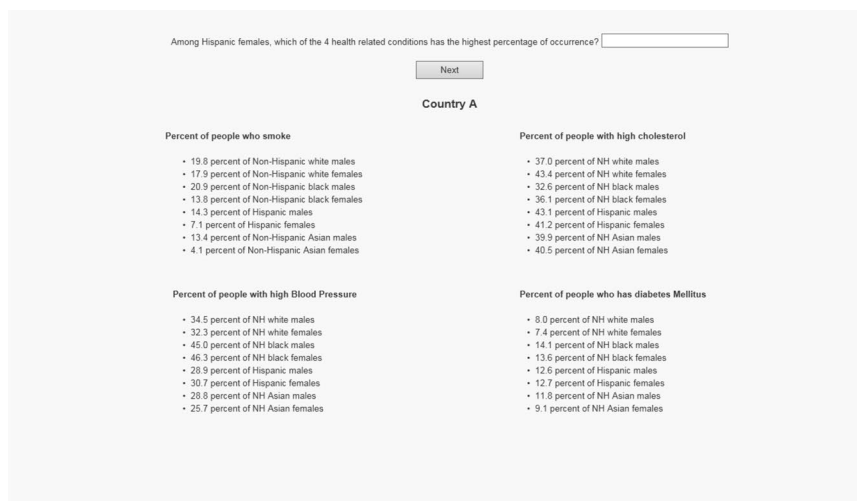 Among Hispanic females, which of the 4 health related conditions has the highest percentage of occurrence?
Next
Country A
Percent of people who smoke
• 19.8 percent of Non-Hispanic white males
• 17.9 percent of Non-Hispanic white females
• 20.9 percent of Non-Hispanic black males
• 13.8 percent of Non-Hispanic black females
• 14.3 percent of Hispanic males
• 7.1 percent of Hispanic females
• 13.4 percent of Non-Hispanic Asian males
• 4.1 percent of Non-Hispanic Asian females
Percent of people with high cholesterol
• 37.0 percent of NH white males
• 43.4 percent of NH white females
• 32.6 percent of NH black males
• 36.1 percent of NH black females
• 43.1 percent of Hispanic males
• 41.2 percent of Hispanic females
• 39.9 percent of NH Asian males
• 40.5 percent of NH Asian females
Percent of people with high Blood Pressure
• 34.5 percent of NH white males
• 32.3 percent of NH white females
• 45.0 percent of NH black males
• 46.3 percent of NH black females
• 28.9 percent of Hispanic males
• 30.7 percent of Hispanic females
• 28.8 percent of NH Asian males
• 25.7 percent of NH Asian females
Percent of people who has diabetes Mellitus
• 8.0 percent of NH white males
• 7.4 percent of NH white females
• 14.1 percent of NH black males
• 13.6 percent of NH black females
• 12.6 percent of Hispanic males
• 12.7 percent of Hispanic females
• 11.8 percent of NH Asian males
• 9.1 percent of NH Asian females